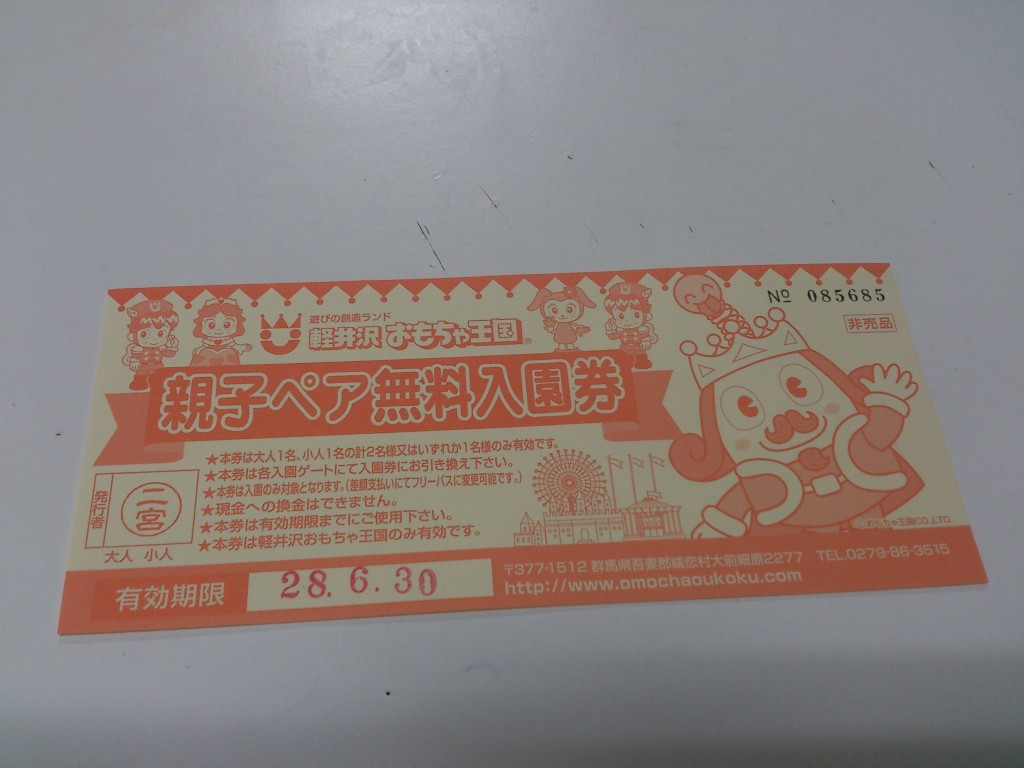 No 085685
非売品
遊びの創造ランド
軽井沢おもちゃ王国®
親子ペア無料入園券
★本券は大人1名、小人1名の計2名様又はいずれか1名様のみ有効です。
★本券は各入園ゲートにて入園券にお引き換え下さい。
★本券は入園のみ対象となります。(差額支払いにてフリーパスに変更可能です。)
★現金への換金はできません。
★本券は有効期限までにご使用下さい。
★本券は軽井沢おもちゃ王国のみ有効です。
発行者
二宮
大人 小人
©おもちゃ王国CO.,LTD.
有効期限
28.6.30
〒377-1512 群馬県吾妻郡嬬恋村大前細原2277 TEL.0279-86-3515
http://www.omochaoukoku.com